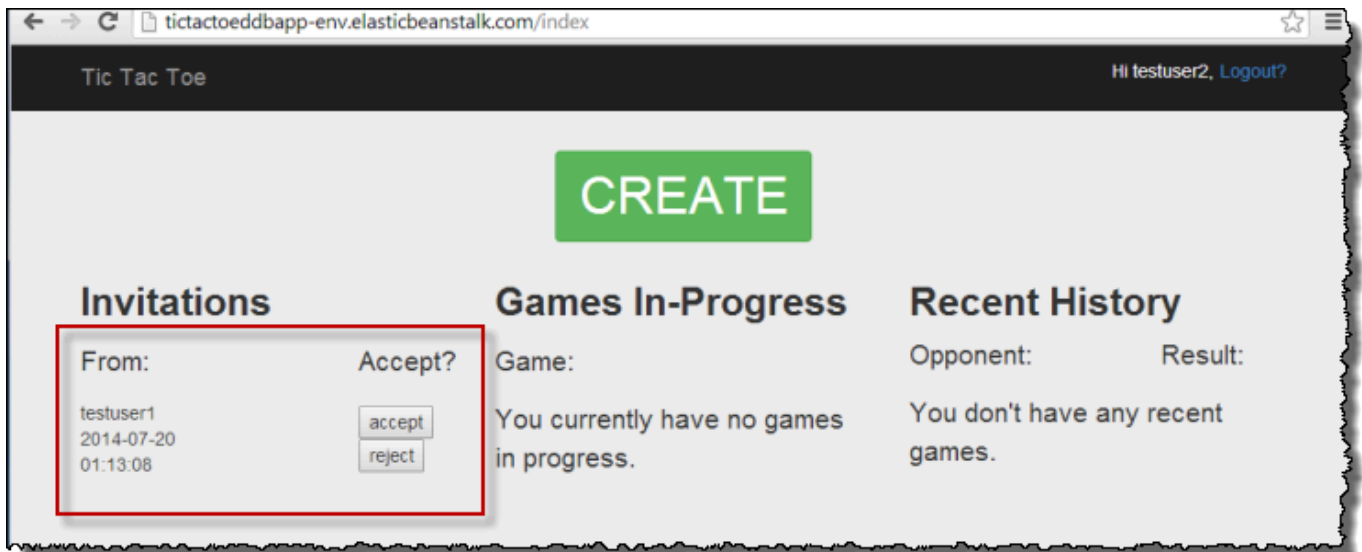 tictactoeddbapp-env.elasticbeanstalk.com/index
Tic Tac Toe
Hi testuser2, Logout?
CREATE
Invitations
From:
Accept?
testuser1
2014-07-20
01:13:08
accept
reject
Games In-Progress
Game:
You currently have no games
in progress.
Recent History
Opponent:
Result:
You don't have any recent
games.